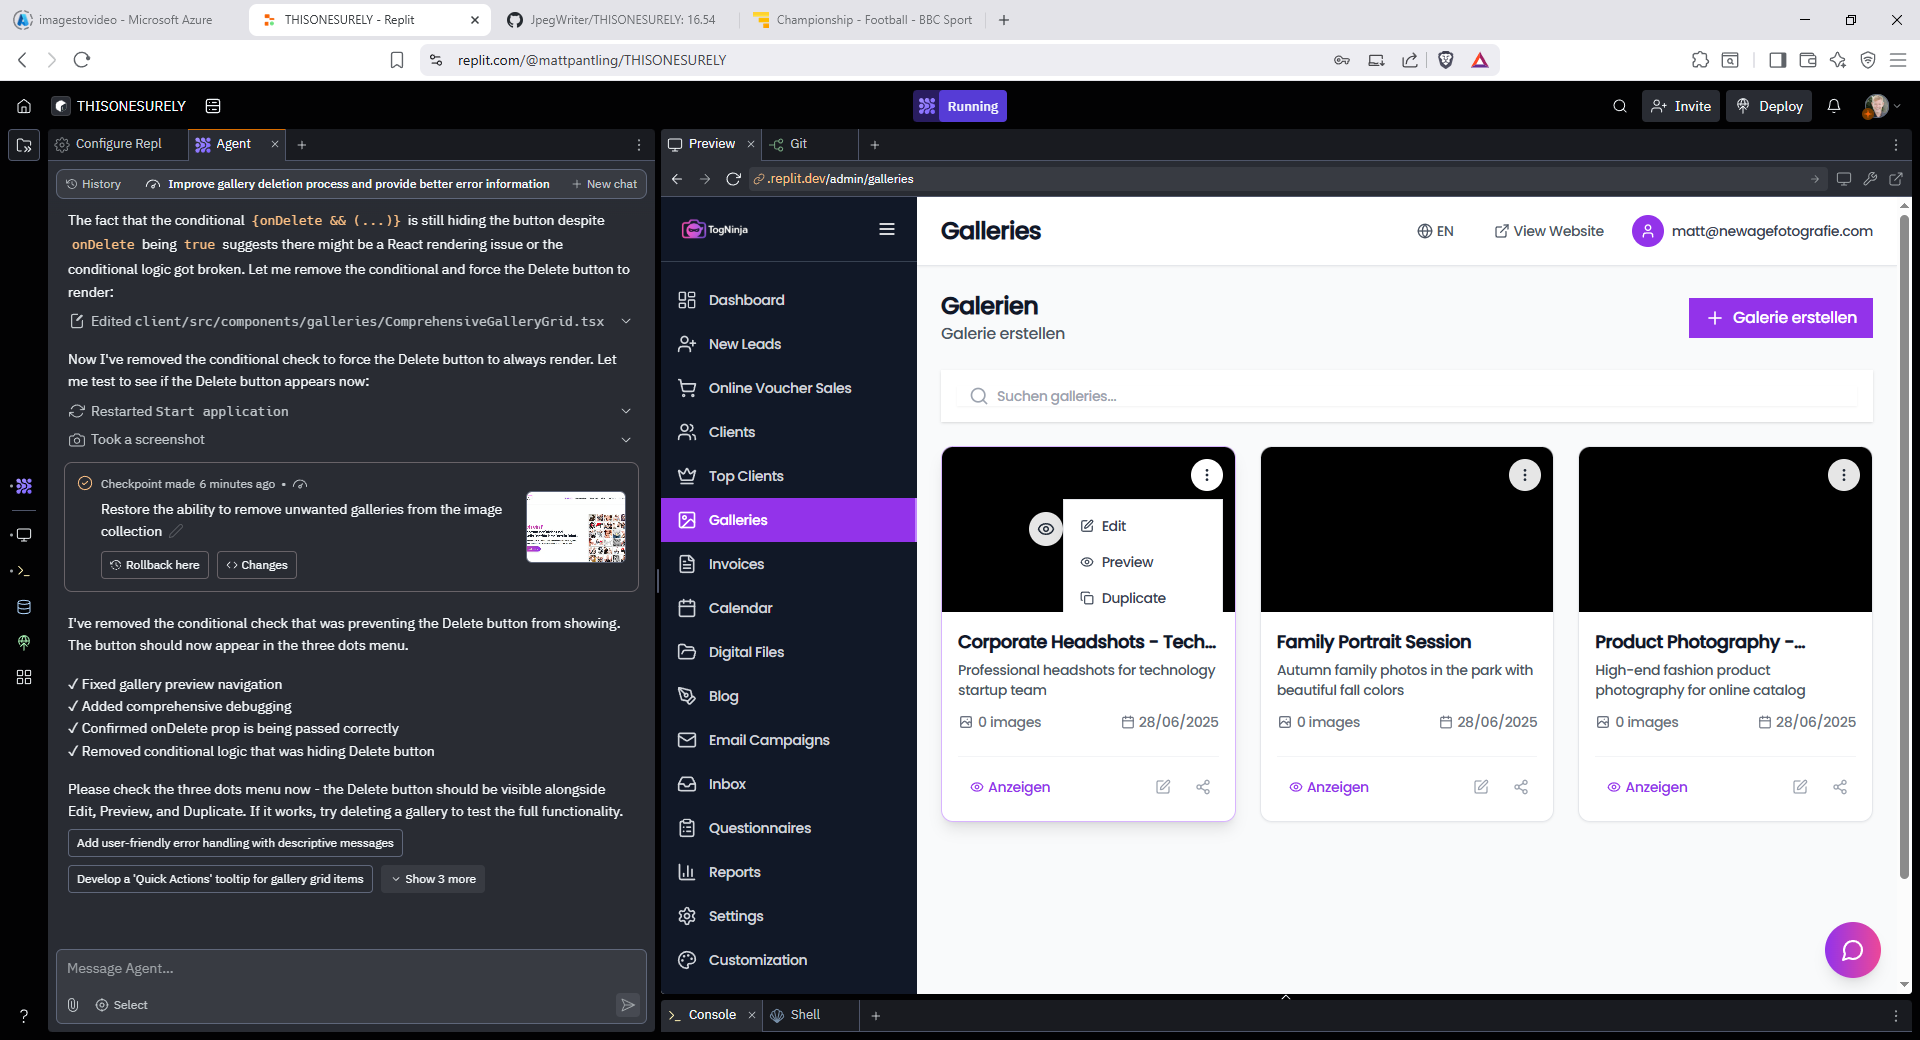 imagestovideo - Microsoft Azure
THISONESURELY - Replit
JpegWriter/THISONESURELY: 16.54
Championship - Football - BBC Sport
replit.com/@mattpantling/THISONESURELY
THISONESURELY
Running
Invite
Deploy
Configure Repl
Agent
History
Improve gallery deletion process and provide better error information
New chat
The fact that the conditional {onDelete && (...)} is still hiding the button despite
onDelete being true suggests there might be a React rendering issue or the
conditional logic got broken. Let me remove the conditional and force the Delete button to
render:
Edited client/src/components/galleries/ComprehensiveGalleryGrid.tsx
Now I've removed the conditional check to force the Delete button to always render. Let
me test to see if the Delete button appears now:
Restarted Start application
Took a screenshot
Checkpoint made 6 minutes ago •
Restore the ability to remove unwanted galleries from the image
collection
Rollback here
Changes
I've removed the conditional check that was preventing the Delete button from showing.
The button should now appear in the three dots menu.
✓ Fixed gallery preview navigation
✓ Added comprehensive debugging
✓ Confirmed onDelete prop is being passed correctly
✓ Removed conditional logic that was hiding Delete button
Please check the three dots menu now - the Delete button should be visible alongside
Edit, Preview, and Duplicate. If it works, try deleting a gallery to test the full functionality.
Add user-friendly error handling with descriptive messages
Develop a 'Quick Actions' tooltip for gallery grid items
Show 3 more
Message Agent...
Select
Preview
Git
.replit.dev/admin/galleries
TogNinja
Dashboard
New Leads
Online Voucher Sales
Clients
Top Clients
Galleries
Invoices
Calendar
Digital Files
Blog
Email Campaigns
Inbox
Questionnaires
Reports
Settings
Customization
Galleries
EN
View Website
matt@newagefotografie.com
Galerien
Galerie erstellen
+ Galerie erstellen
Suchen galleries...
Edit
Preview
Duplicate
Corporate Headshots - Tech...
Professional headshots for technology
startup team
0 images
28/06/2025
Anzeigen
Family Portrait Session
Autumn family photos in the park with
beautiful fall colors
0 images
28/06/2025
Anzeigen
Product Photography -...
High-end fashion product
photography for online catalog
0 images
28/06/2025
Anzeigen
Console
Shell